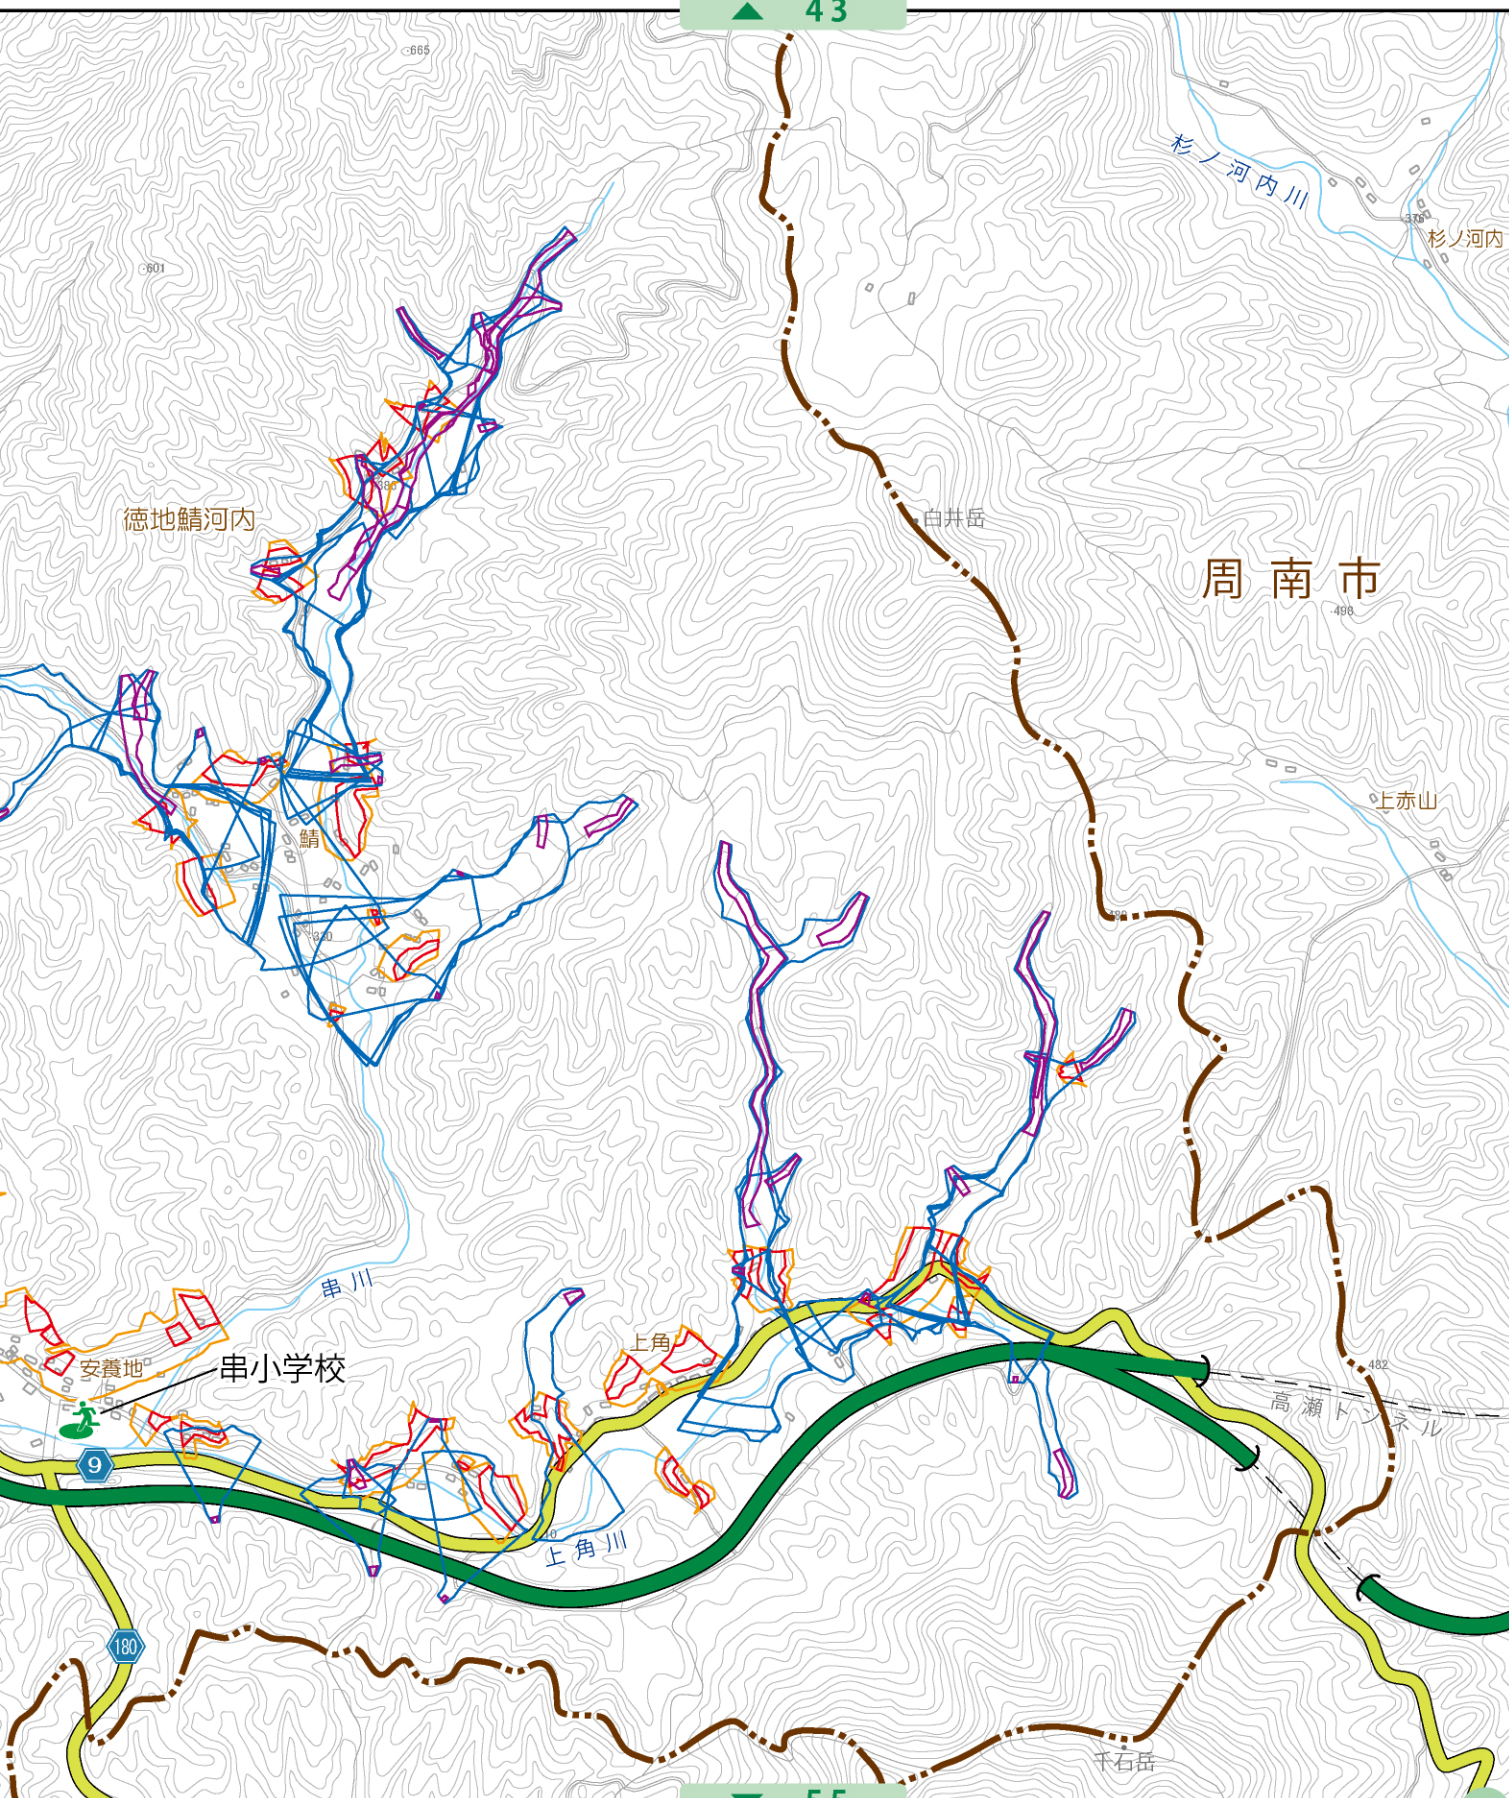 43
665
杉ノ河内川
376
杉ノ河内
601
386
徳地鯖河内
白井岳
周南市
498
上赤山
鯖
330
串川
上角
482
安養地
串小学校
高瀬トンネル
9
上角川
180
千石岳
55